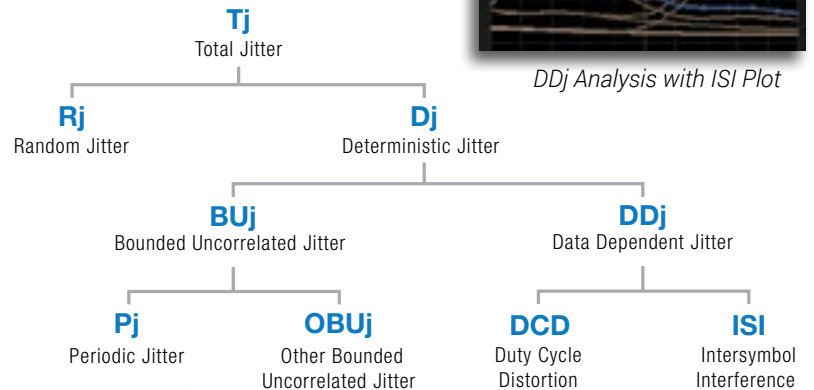 Tj
Total Jitter
DDj Analysis with ISI Plot
Rj
Random Jitter
Dj
Deterministic Jitter
BUj
Bounded Uncorrelated Jitter
DDj
Data Dependent Jitter
Pj
Periodic Jitter
OBUj
Other Bounded
Uncorrelated Jitter
DCD
Duty Cycle
Distortion
ISI
Intersymbol
Interference